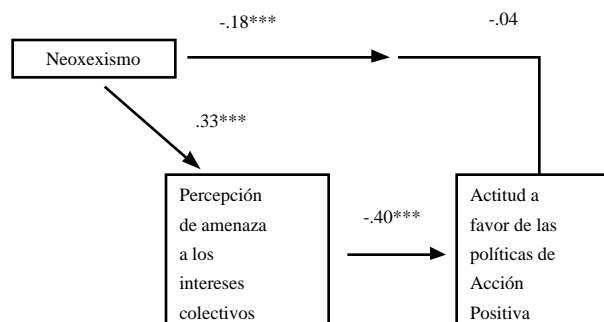 -.18***
-.04
Neoxexismo
.33***
Percepción
de amenaza
a los
intereses
colectivos
-.40***
Actitud a
favor de las
políticas de
Acción
Positiva